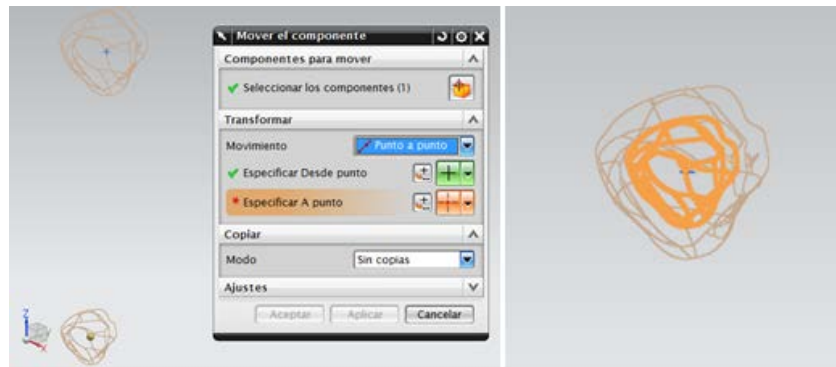 Mover el componente
Componentes para mover
Seleccionar los componentes (1)
Transformar
Movimiento
Punto a punto
Especificar Desde punto
* Especificar A punto
Copiar
Modo
Sin copias
Ajustes
Aceptar Aplicar Cancelar
Z
X